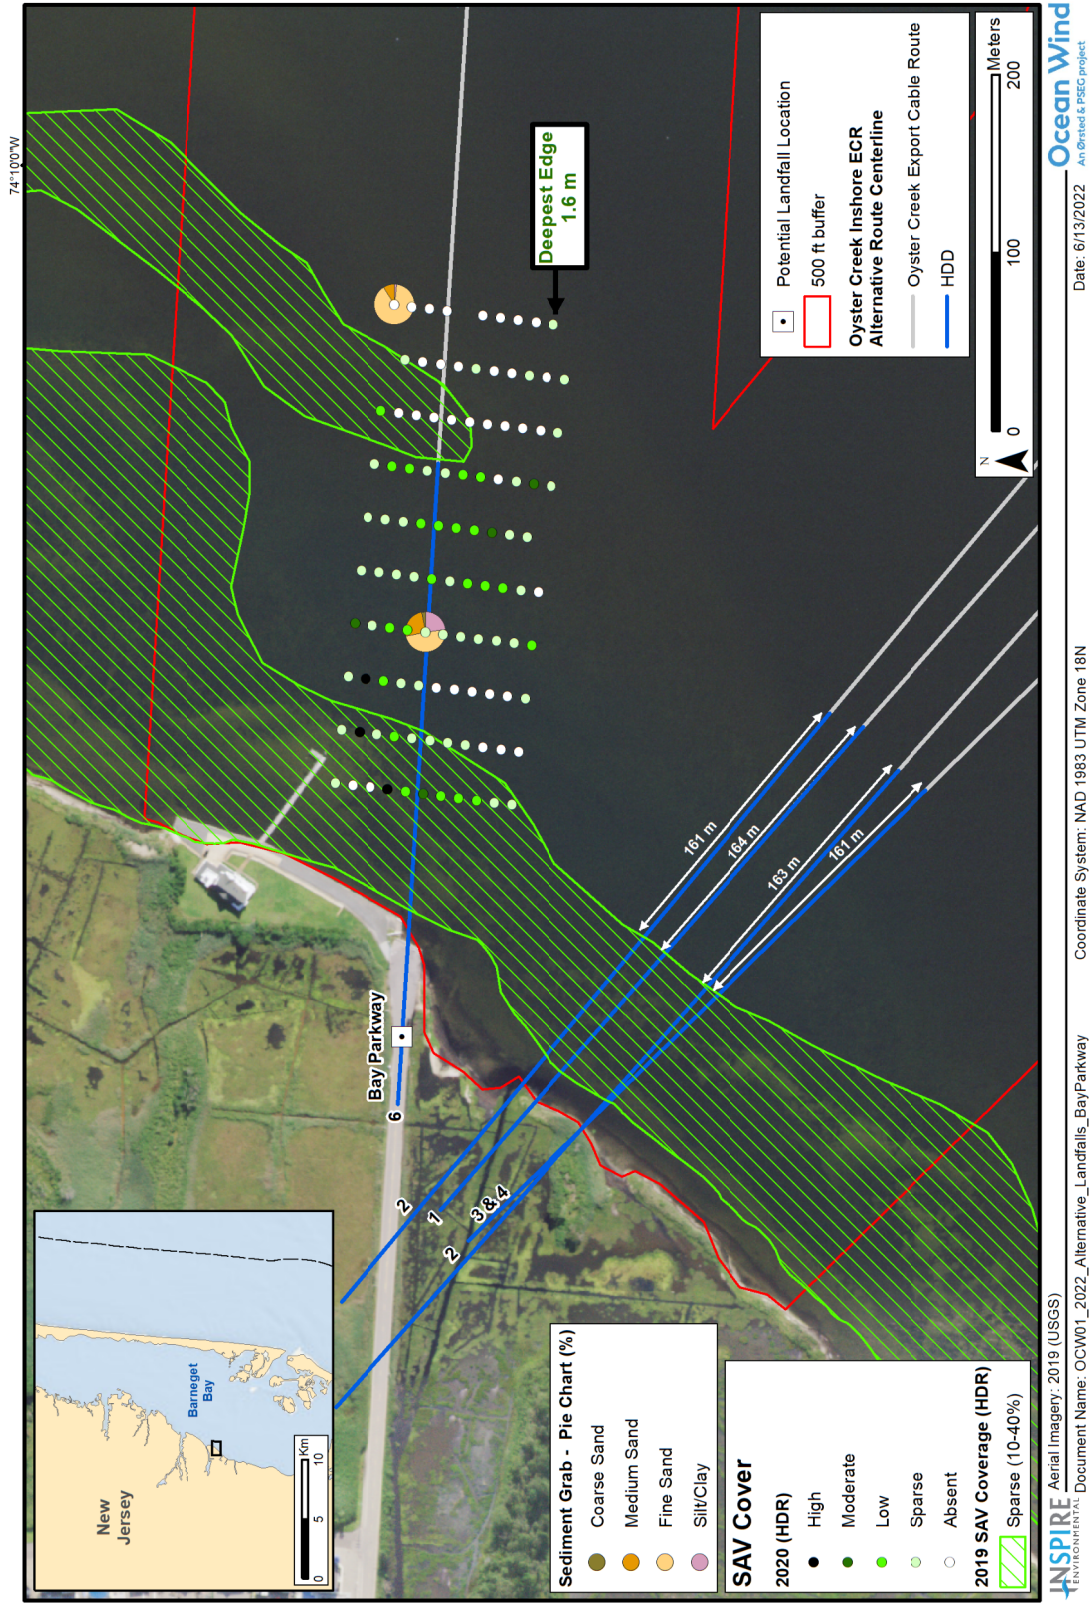 74°10'0"W
Deepest Edge
1.6 m
Bay Parkway
6
2
1
3 & 4
2
161 m
164 m
163 m
161 m
New
Jersey
Barneget
Bay
0 5 10
Km
Sediment Grab - Pie Chart (%)
Coarse Sand
Medium Sand
Fine Sand
Silt/Clay
SAV Cover
2020 (HDR)
High
Moderate
Low
Sparse
Absent
2019 SAV Coverage (HDR)
Sparse (10-40%)
Potential Landfall Location
500 ft buffer
Oyster Creek Inshore ECR
Alternative Route Centerline
Oyster Creek Export Cable Route
HDD
N
0 100 200
Meters
INSPIRE
ENVIRONMENTAL
Aerial Imagery: 2019 (USGS)
Document Name: OCW01_2022_Alternative_Landfalls_BayParkway
Coordinate System: NAD 1983 UTM Zone 18N
Date: 6/13/2022
Ocean Wind
An Ørsted & PSEG project